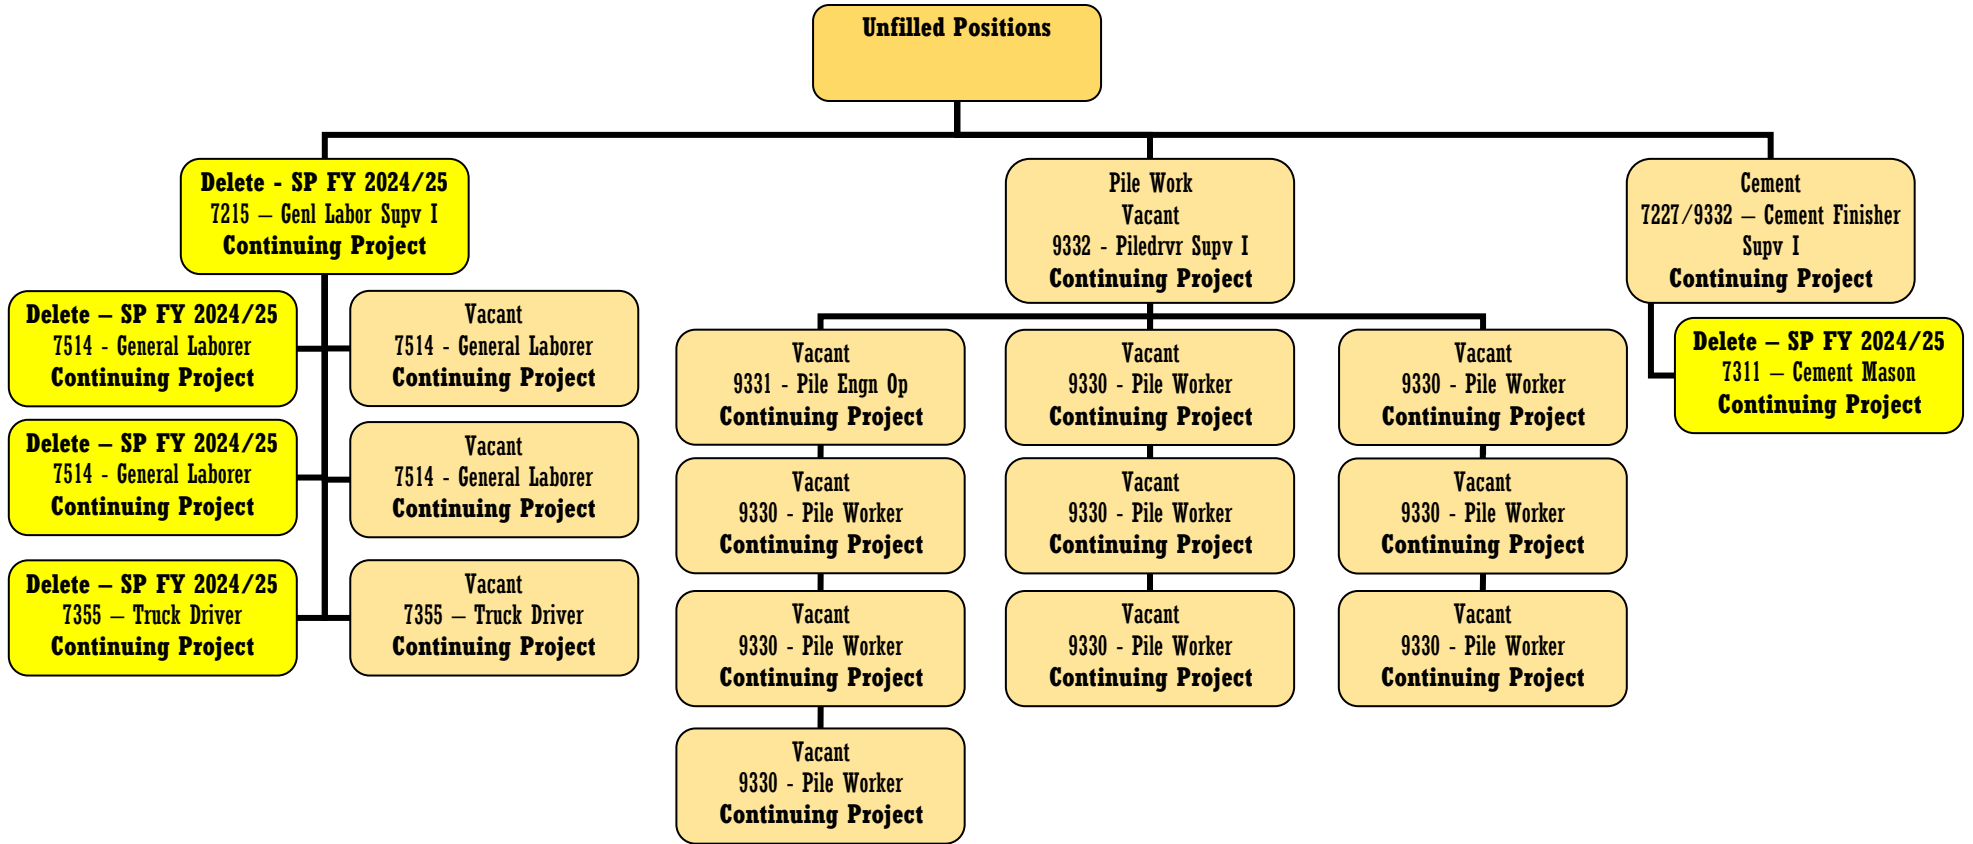 Unfilled Positions
Delete - SP FY 2024/25
7215 – Genl Labor Supv I
Continuing Project
Delete – SP FY 2024/25
7514 - General Laborer
Continuing Project
Vacant
7514 - General Laborer
Continuing Project
Delete – SP FY 2024/25
7514 - General Laborer
Continuing Project
Vacant
7514 - General Laborer
Continuing Project
Delete – SP FY 2024/25
7355 – Truck Driver
Continuing Project
Vacant
7355 – Truck Driver
Continuing Project
Pile Work
Vacant
9332 - Piledrvr Supv I
Continuing Project
Vacant
9331 - Pile Engn Op
Continuing Project
Vacant
9330 - Pile Worker
Continuing Project
Vacant
9330 - Pile Worker
Continuing Project
Vacant
9330 - Pile Worker
Continuing Project
Vacant
9330 - Pile Worker
Continuing Project
Vacant
9330 - Pile Worker
Continuing Project
Vacant
9330 - Pile Worker
Continuing Project
Vacant
9330 - Pile Worker
Continuing Project
Vacant
9330 - Pile Worker
Continuing Project
Vacant
9330 - Pile Worker
Continuing Project
Cement
7227/9332 – Cement Finisher
Supv I
Continuing Project
Delete – SP FY 2024/25
7311 – Cement Mason
Continuing Project